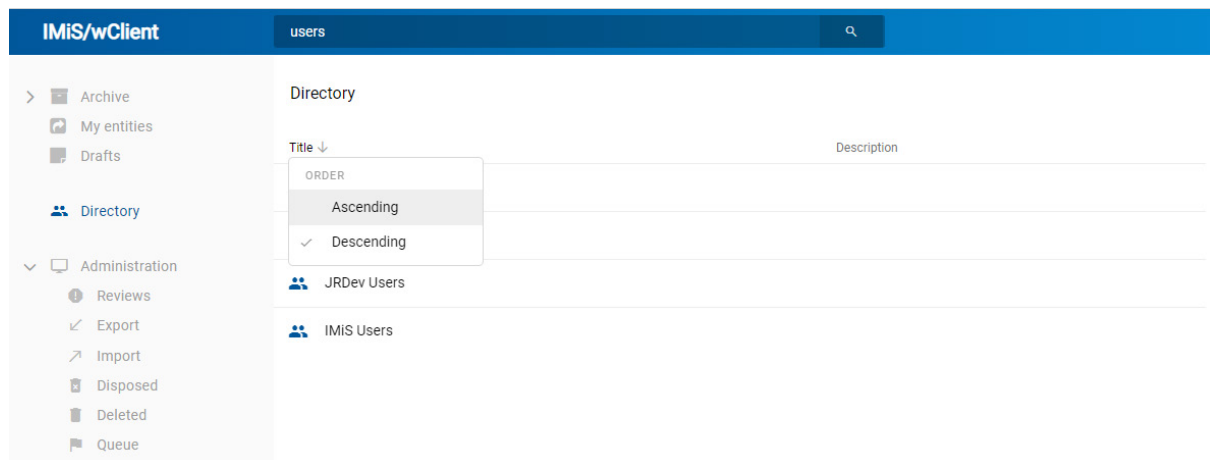 IMiS/wClient
users
Archive
My entities
Drafts
Directory
Administration
Reviews
Export
Import
Disposed
Deleted
Queue
Directory
Title Description
ORDER
Ascending
Descending
JRDev Users
IMiS Users